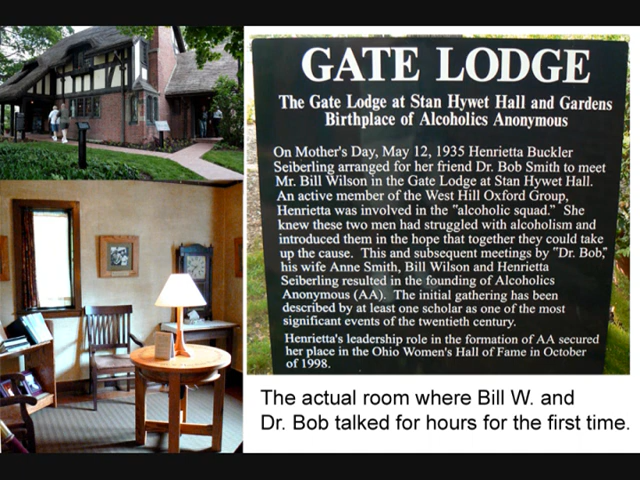 GATE LODGE
The Gate Lodge at Stan Hywet Hall and Gardens
Birthplace of Alcoholics Anonymous
On Mother's Day, May 12, 1935 Henrietta Buckler
Seiberling arranged for her friend Dr. Bob Smith to meet
Mr. Bill Wilson in the Gate Lodge at Stan Hywet Hall.
An active member of the West Hill Oxford Group,
Henrietta was involved in the "alcoholic squad." She
knew these two men had struggled with alcoholism and
introduced them in the hope that together they could take
up the cause. This and subsequent meetings by "Dr. Bob,"
his wife Anne Smith, Bill Wilson and Henrietta
Seiberling resulted in the founding of Alcoholics
Anonymous (AA). The initial gathering has been
described by at least one scholar as one of the most
significant events of the twentieth century.
Henrietta's leadership role in the formation of AA secured
her place in the Ohio Women's Hall of Fame in October
of 1998.
The actual room where Bill W. and
Dr. Bob talked for hours for the first time.